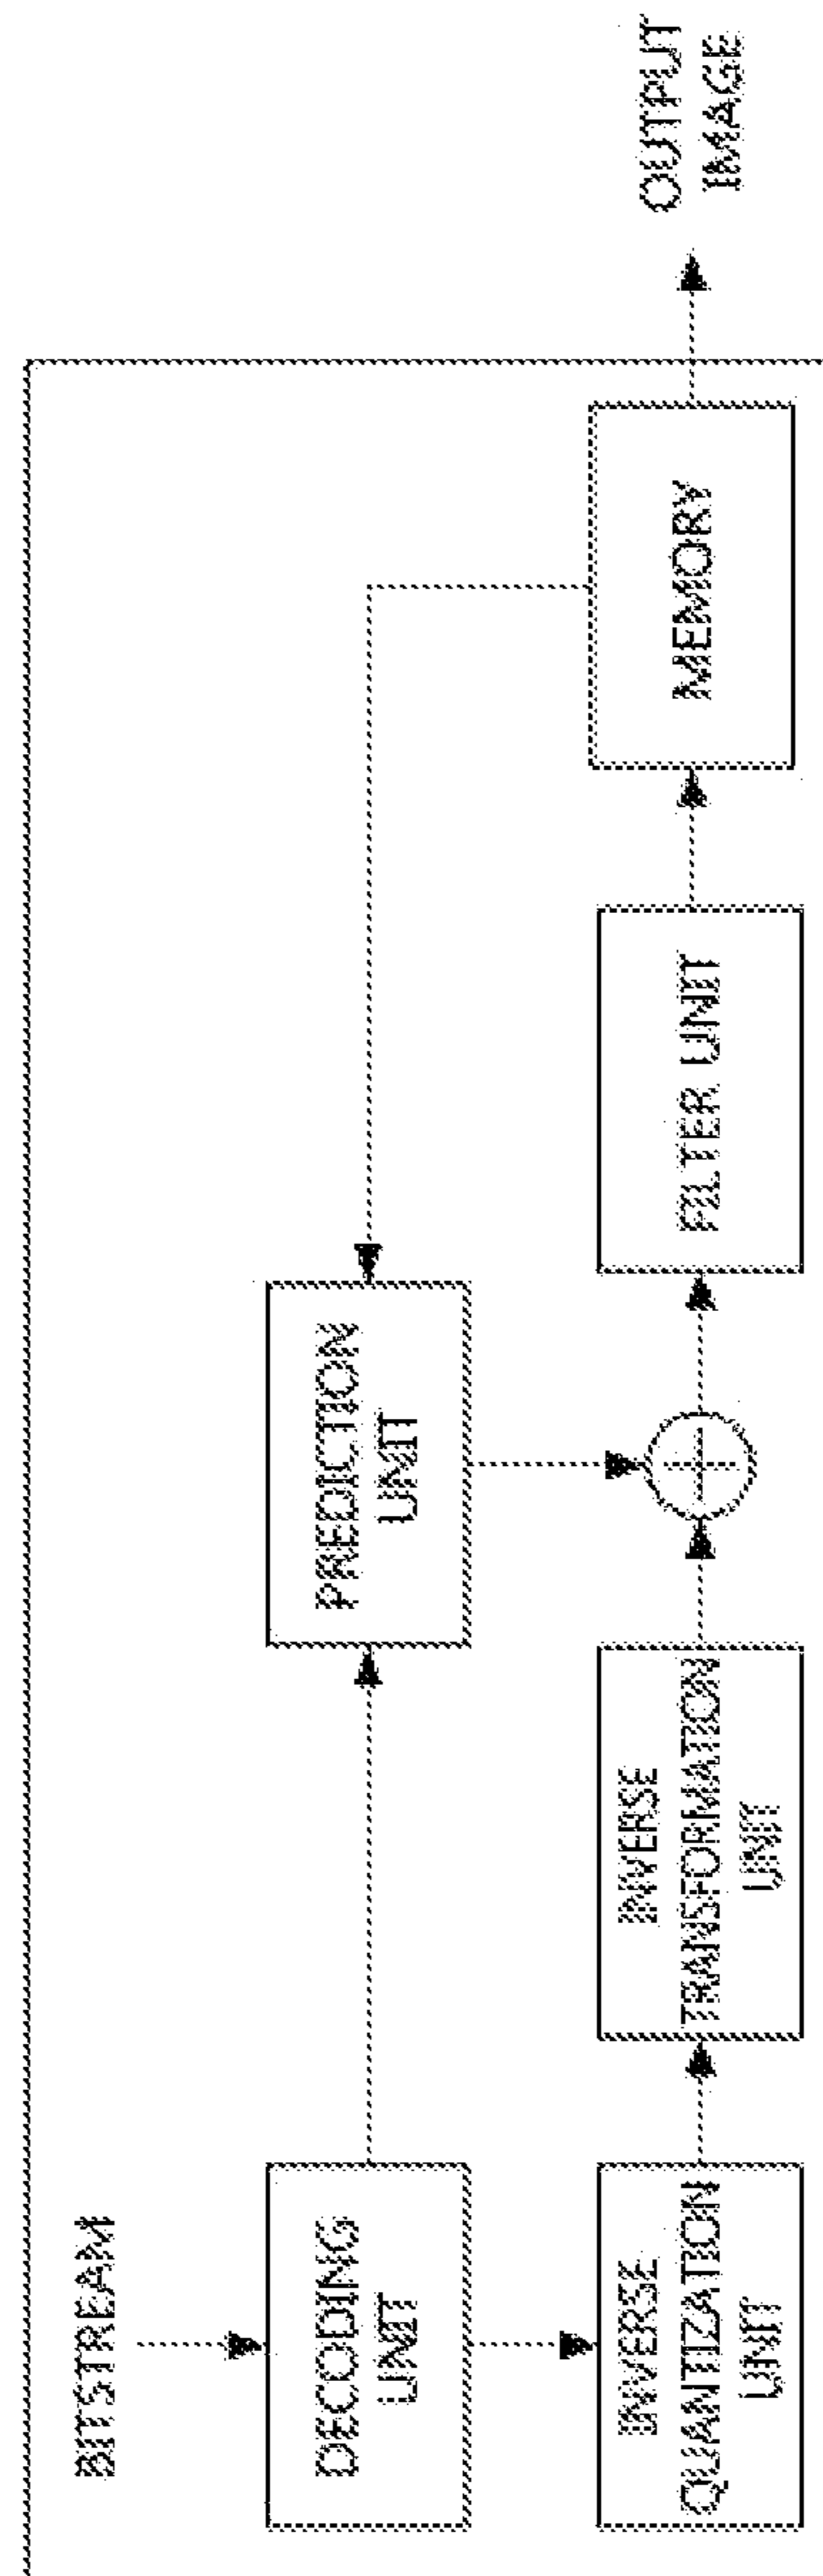 BITSTREAM
DECODING
UNIT
PREDICTION
UNIT
INVERSE
QUANTIZATION
UNIT
INVERSE
TRANSFORMATION
UNIT
FILTER UNIT
MEMORY
OUTPUT
IMAGE